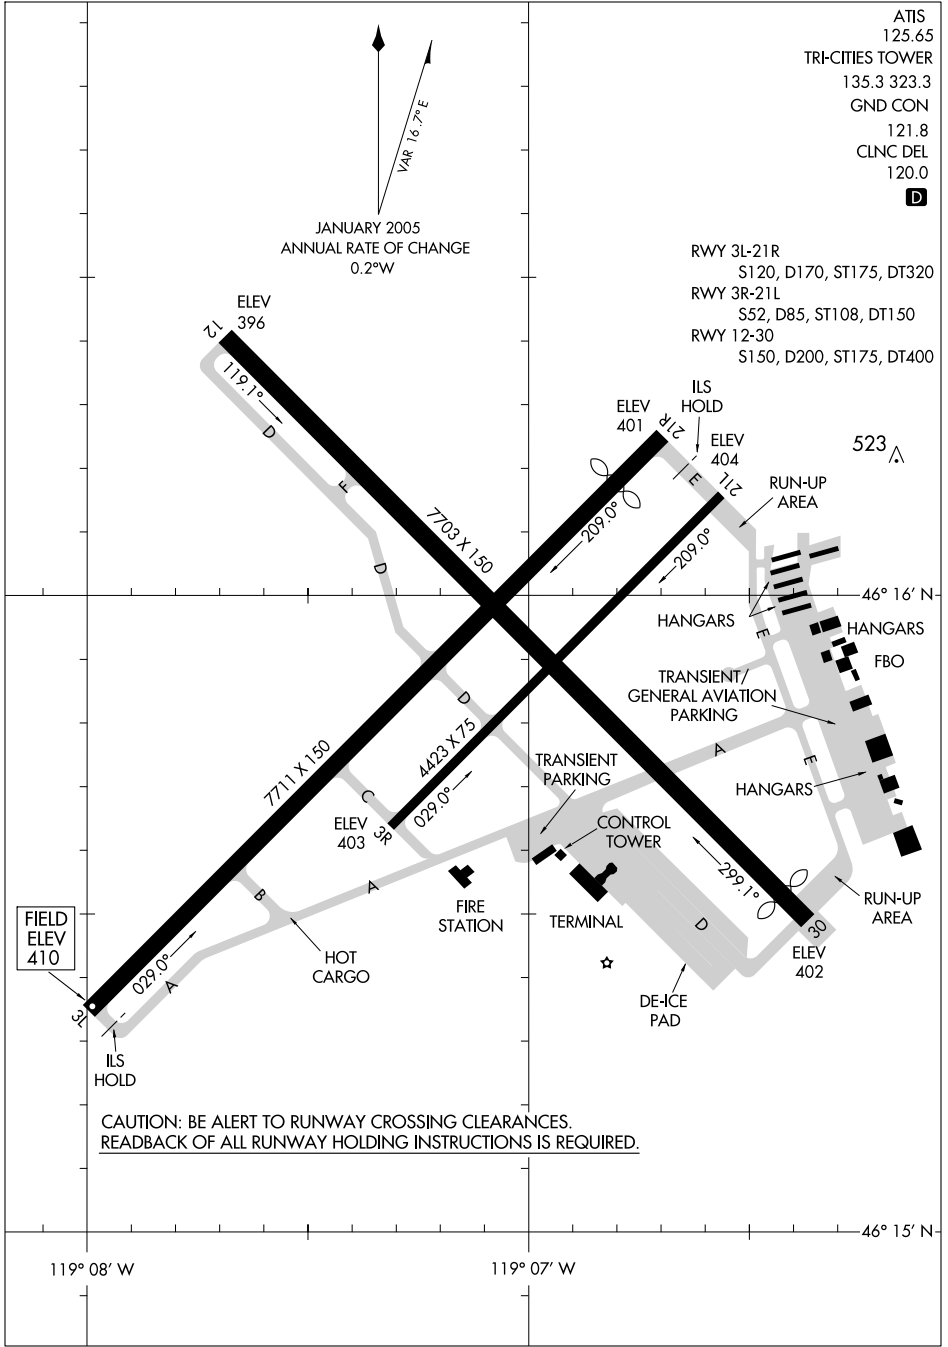 ATIS
125.65
TRI-CITIES TOWER
135.3 323.3
GND CON
121.8
CLNC DEL
120.0
D
VAR 16.7° E
JANUARY 2005
ANNUAL RATE OF CHANGE
0.2°W
RWY 3L-21R
S120, D170, ST175, DT320
RWY 3R-21L
S52, D85, ST108, DT150
RWY 12-30
S150, D200, ST175, DT400
ELEV
396
12
119.1°
D
F
D
7703 X 150
ELEV
401
21R
ILS
HOLD
ELEV
404
21L
E
523
RUN-UP
AREA
209.0°
209.0°
46° 16' N
HANGARS
E
HANGARS
FBO
TRANSIENT/
GENERAL AVIATION
PARKING
D
A
E
HANGARS
7711 X 150
4423 X 75
TRANSIENT
PARKING
C
029.0°
ELEV
403
3R
CONTROL
TOWER
299.1°
B
A
FIRE
STATION
TERMINAL
D
RUN-UP
AREA
30
ELEV
402
FIELD
ELEV
410
029.0°
A
HOT
CARGO
DE-ICE
PAD
3L
ILS
HOLD
CAUTION: BE ALERT TO RUNWAY CROSSING CLEARANCES.
READBACK OF ALL RUNWAY HOLDING INSTRUCTIONS IS REQUIRED.
46° 15' N
119° 08' W
119° 07' W